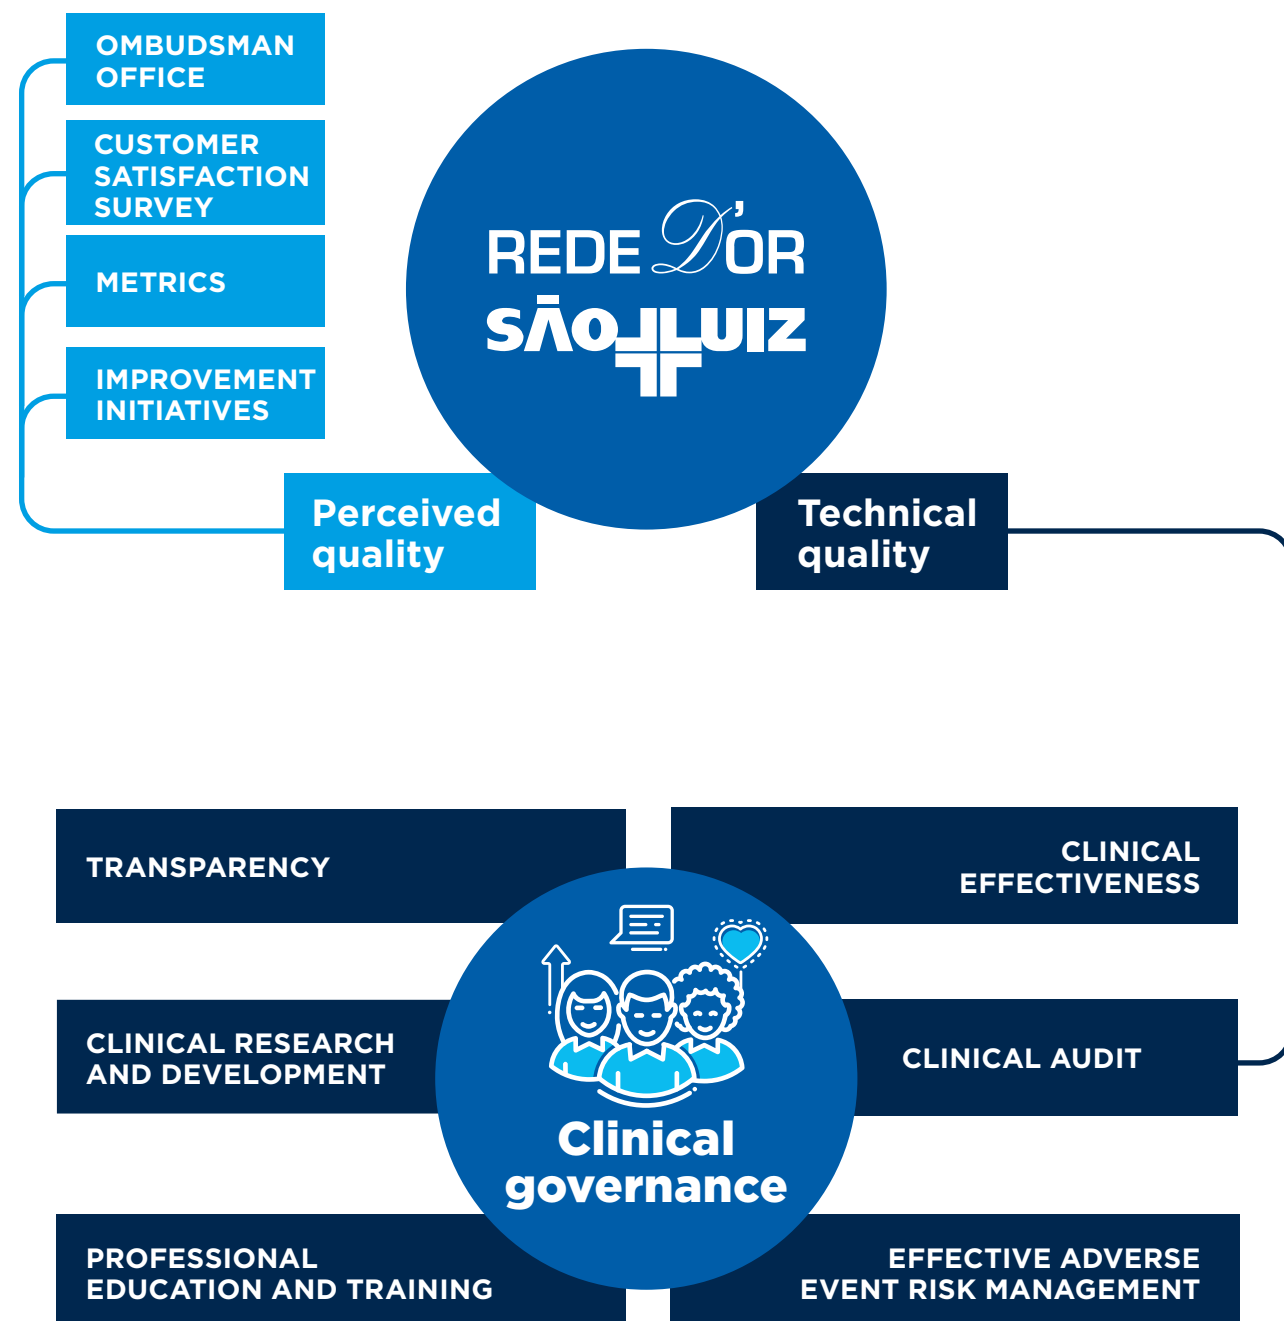 OMBUDSMAN
OFFICE
CUSTOMER
SATISFACTION
SURVEY
METRICS
IMPROVEMENT
INITIATIVES
REDE D'OR
SÃO LUIZ
Perceived
quality
Technical
quality
TRANSPARENCY
CLINICAL
EFFECTIVENESS
CLINICAL RESEARCH
AND DEVELOPMENT
CLINICAL AUDIT
Clinical
governance
PROFESSIONAL
EDUCATION AND TRAINING
EFFECTIVE ADVERSE
EVENT RISK MANAGEMENT